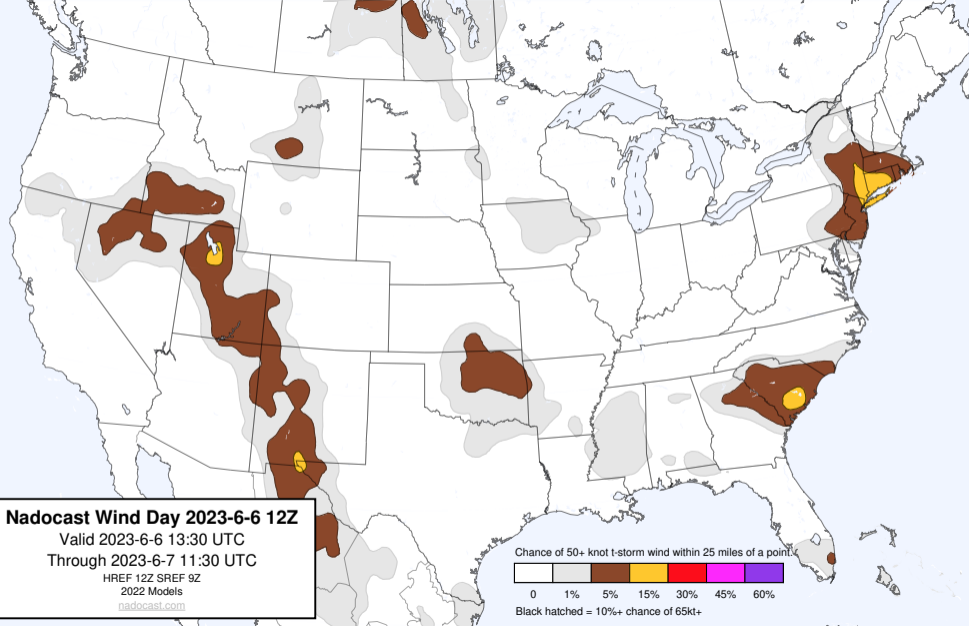 Nadocast Wind Day 2023-6-6 12Z
Valid 2023-6-6 13:30 UTC
Through 2023-6-7 11:30 UTC
HREF 12Z SREF 9Z
2022 Models
nadocast.com
Chance of 50+ knot t-storm wind within 25 miles of a point.
0 1% 5% 15% 30% 45% 60%
Black hatched = 10%+ chance of 65kt+